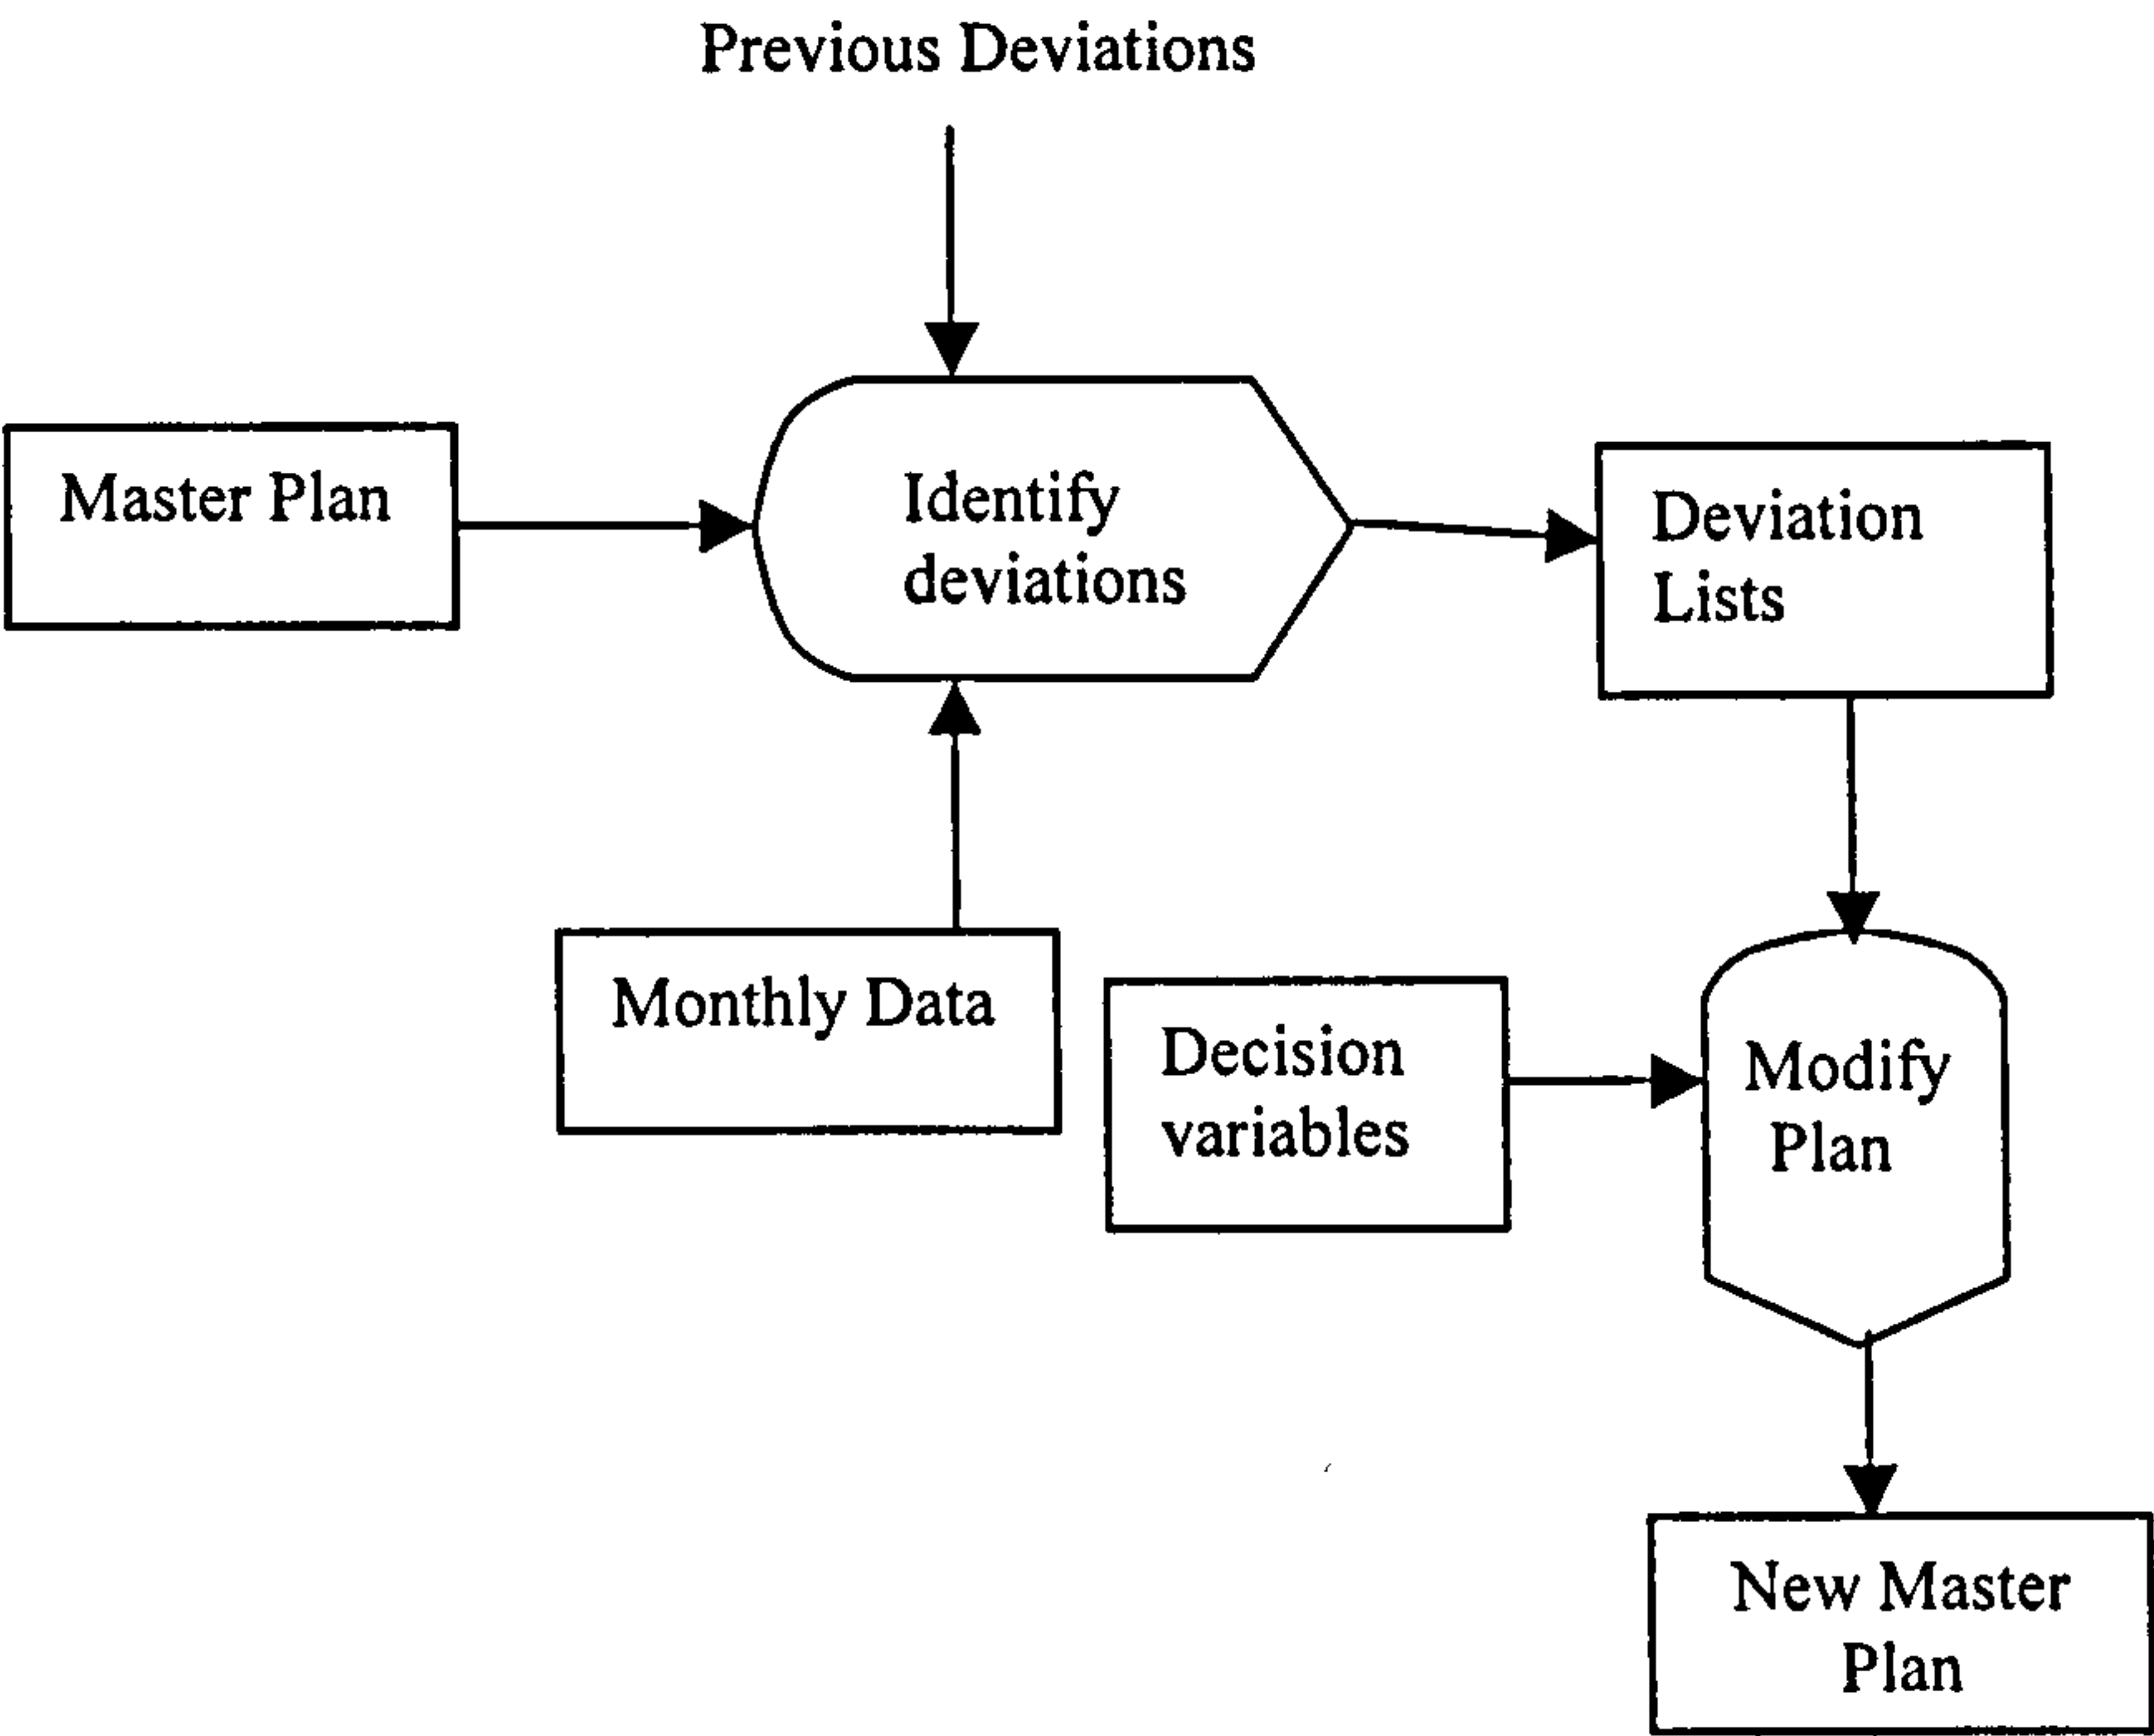 Previous Deviations
Master Plan
Identify
deviations
Deviation
Lists
Monthly Data
Decision
variables
Modify
Plan
New Master
Plan